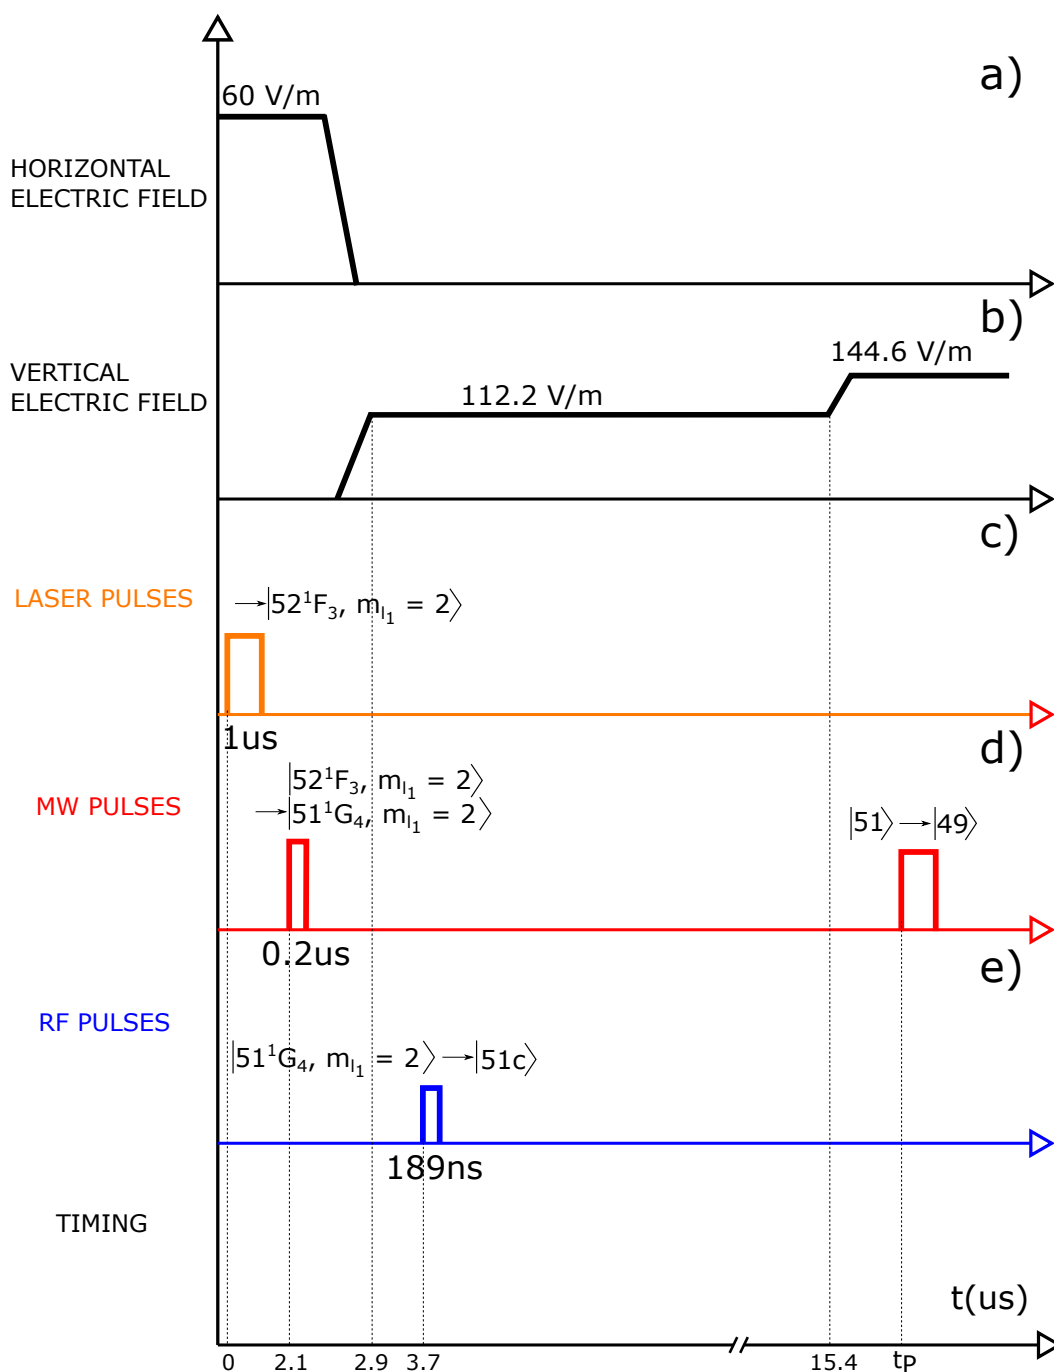 a)
60 V/m
HORIZONTAL
ELECTRIC FIELD
b)
VERTICAL
ELECTRIC FIELD
112.2 V/m
144.6 V/m
c)
LASER PULSES
→|52¹F₃, m_l₁ = 2⟩
1us
d)
MW PULSES
|52¹F₃, m_l₁ = 2⟩
→|51¹G₄, m_l₁ = 2⟩
|51⟩→|49⟩
0.2us
e)
RF PULSES
|51¹G₄, m_l₁ = 2⟩→|51c⟩
189ns
TIMING
t(us)
0 2.1 2.9 3.7 15.4 tₚ